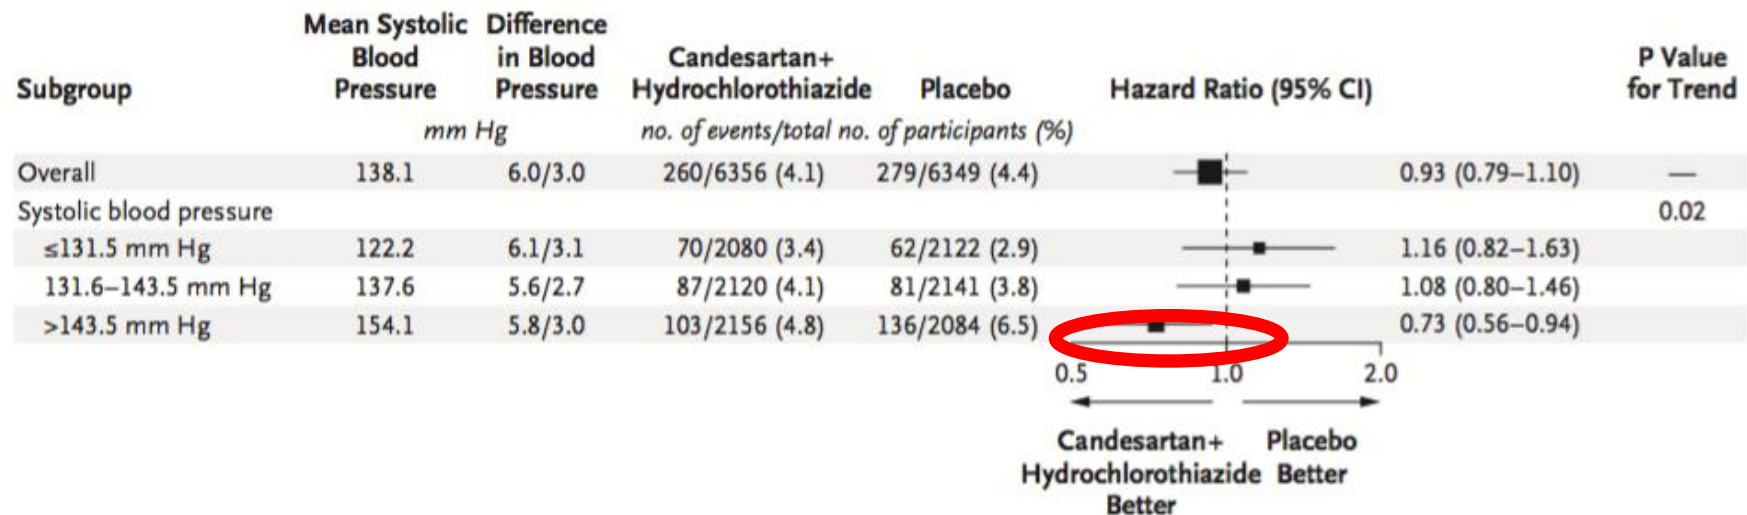 Subgroup Mean Systolic Blood Pressure Difference in Blood Pressure Candesartan+ Hydrochlorothiazide Placebo Hazard Ratio (95% CI) P Value for Trend
mm Hg no. of events/total no. of participants (%)
Overall 138.1 6.0/3.0 260/6356 (4.1) 279/6349 (4.4) 0.93 (0.79–1.10) —
Systolic blood pressure 0.02
≤131.5 mm Hg 122.2 6.1/3.1 70/2080 (3.4) 62/2122 (2.9) 1.16 (0.82–1.63)
131.6–143.5 mm Hg 137.6 5.6/2.7 87/2120 (4.1) 81/2141 (3.8) 1.08 (0.80–1.46)
>143.5 mm Hg 154.1 5.8/3.0 103/2156 (4.8) 136/2084 (6.5) 0.73 (0.56–0.94)
0.5 1.0 2.0
Candesartan+ Placebo
Hydrochlorothiazide Better
Better